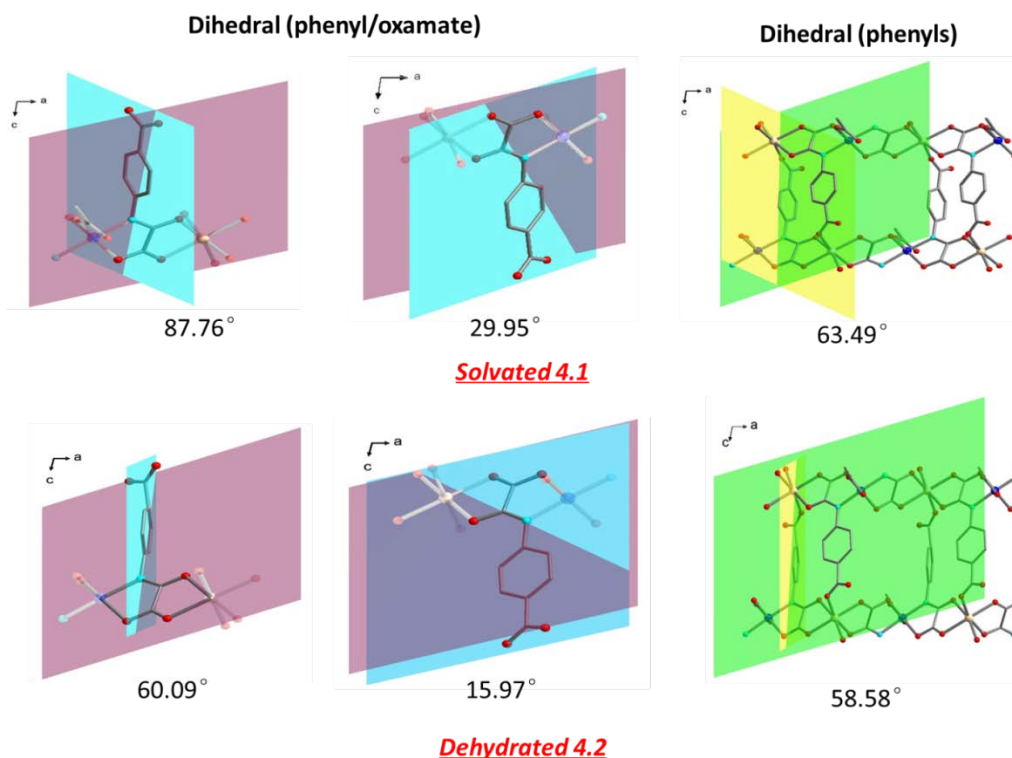 Dihedral (phenyl/oxamate)
Dihedral (phenyls)
a
c
a
c
a
c
87.76°
29.95°
63.49°
Solvated 4.1
a
c
a
c
a
c
60.09°
15.97°
58.58°
Dehydrated 4.2